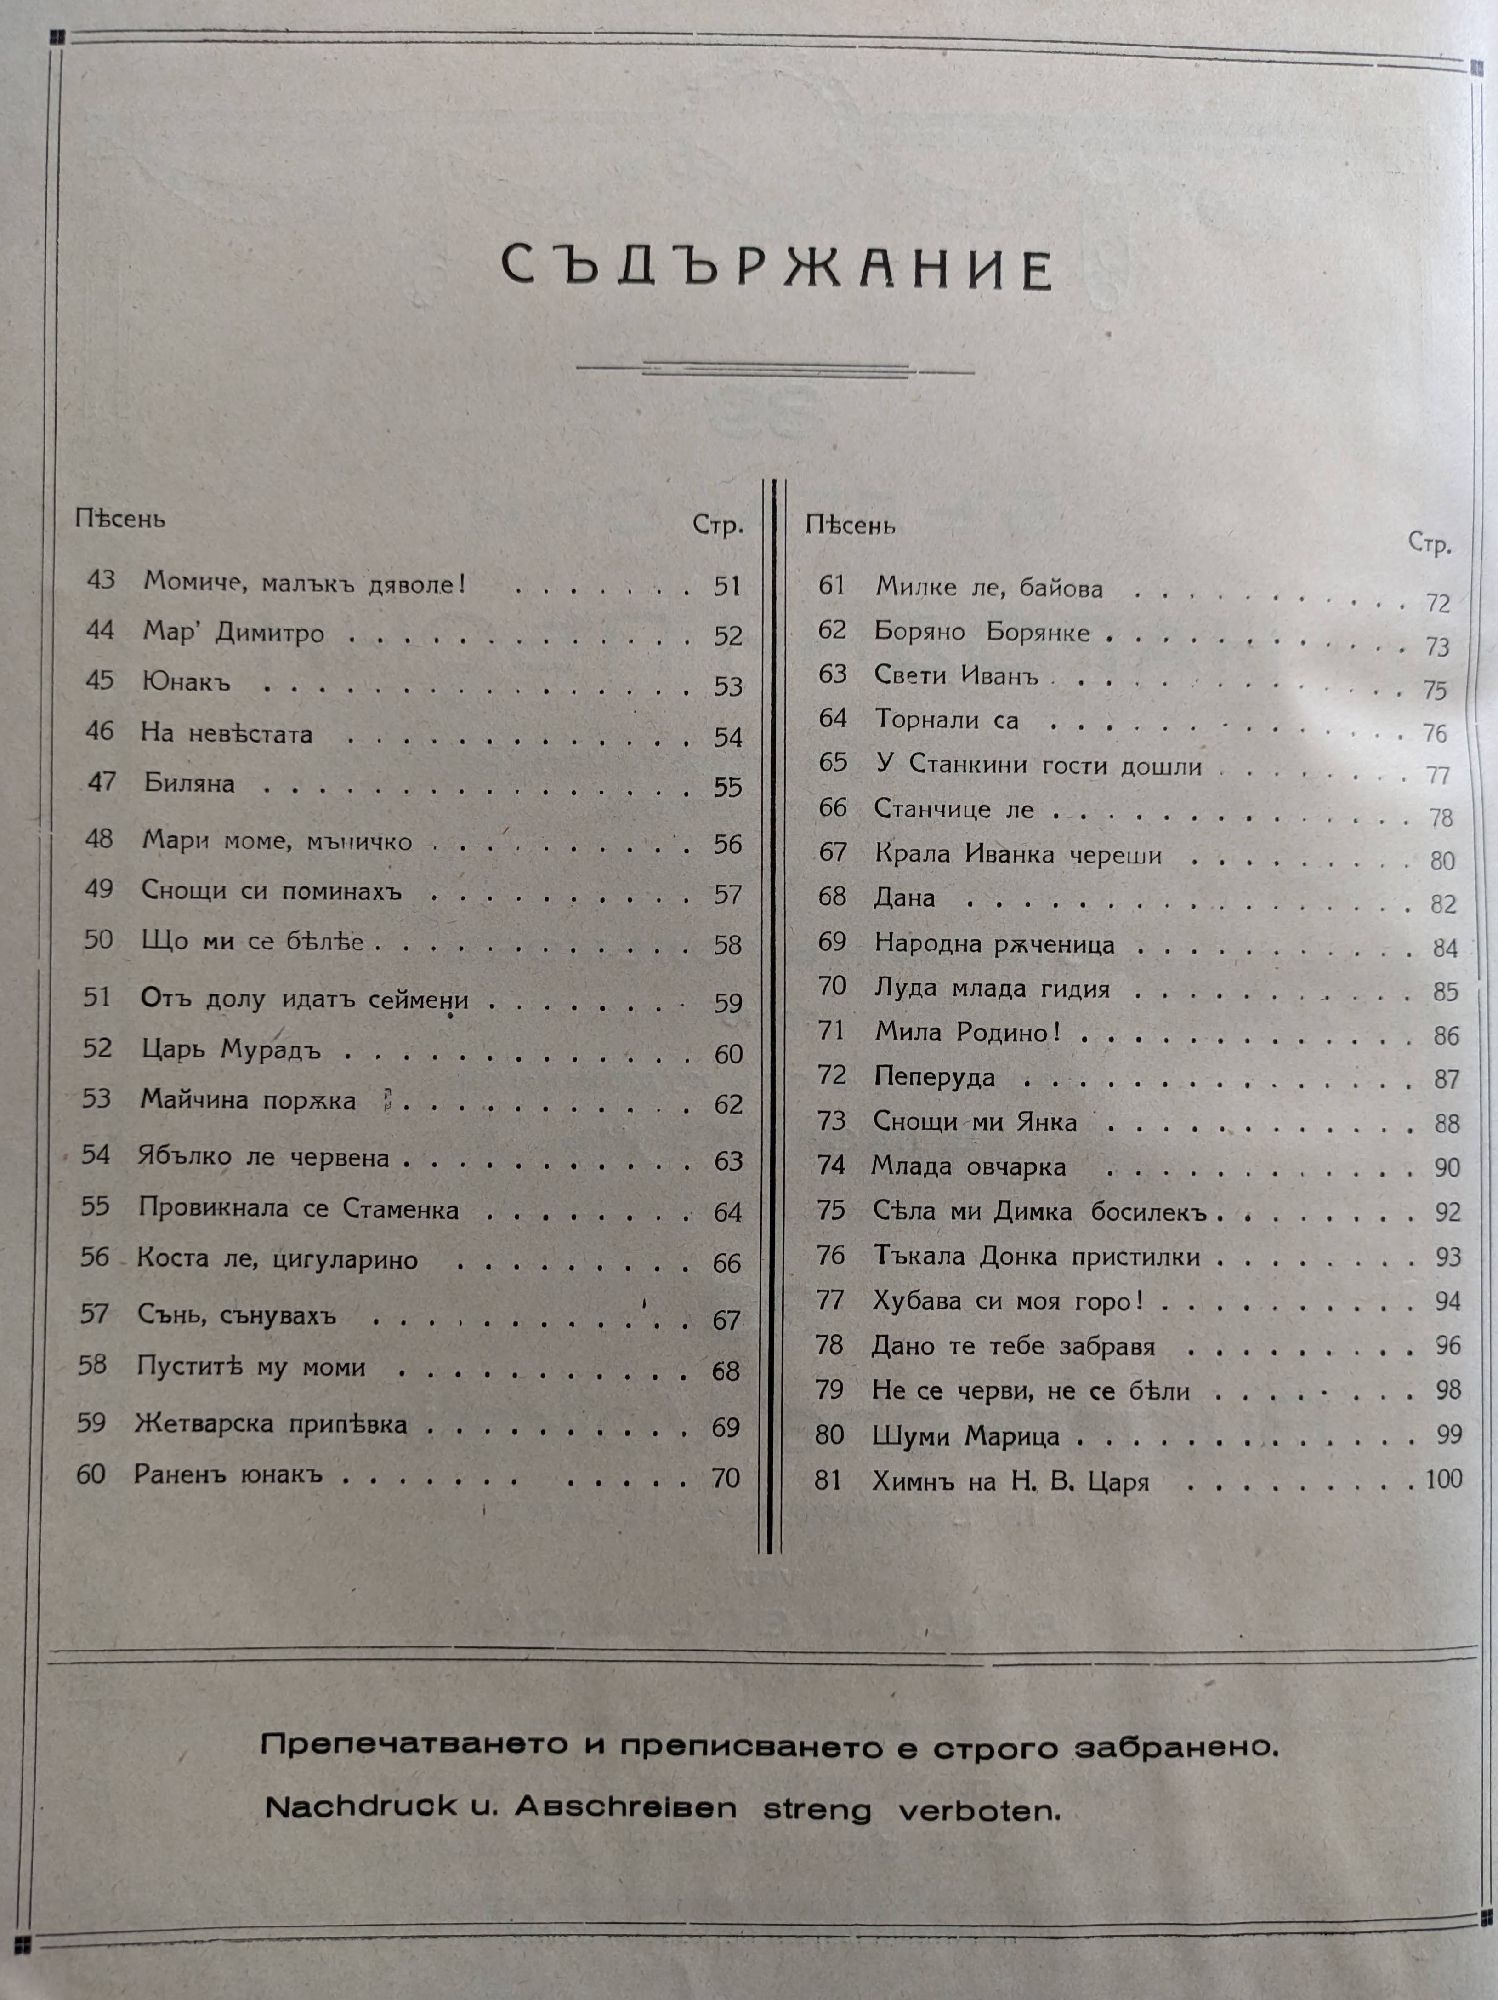 СЪДЪРЖАНИЕ
Пѣсень Стр.
43 Момиче, малъкъ дяволе! . . . . . . . 51
44 Мар' Димитро . . . . . . . . . . . . . 52
45 Юнакъ . . . . . . . . . . . . . . . . 53
46 На невѣстата . . . . . . . . . . . . . 54
47 Биляна . . . . . . . . . . . . . . . . 55
48 Мари моме, мъничко . . . . . . . . . . 56
49 Снощи си поминахъ . . . . . . . . . . 57
50 Що ми се бѣлѣе . . . . . . . . . . . . 58
51 Отъ долу идатъ сеймени . . . . . . . . 59
52 Царь Мурадъ . . . . . . . . . . . . . 60
53 Майчина порѫка . . . . . . . . . . . 62
54 Ябълко ле червена . . . . . . . . . . . 63
55 Провикнала се Стаменка . . . . . . . . 64
56 Коста ле, цигуларино . . . . . . . . . 66
57 Сънь, сънувахъ . . . . . . . . . . . . 67
58 Пуститѣ му моми . . . . . . . . . . . 68
59 Жетварска припѣвка . . . . . . . . . . 69
60 Раненъ юнакъ . . . . . . . . . . . . 70
Пѣсень Стр.
61 Милке ле, байова . . . . . . . . . . 72
62 Боряно Борянке . . . . . . . . . . . 73
63 Свети Иванъ . . . . . . . . . . . . . 75
64 Торнали са . . . . . . . . . . . . . 76
65 У Станкини гости дошли . . . . . . . 77
66 Станчице ле . . . . . . . . . . . . . 78
67 Крала Иванка череши . . . . . . . . 80
68 Дана . . . . . . . . . . . . . . . . . 82
69 Народна рѫченица . . . . . . . . . . . 84
70 Луда млада гидия . . . . . . . . . . . 85
71 Мила Родино! . . . . . . . . . . . . . 86
72 Пеперуда . . . . . . . . . . . . . . . 87
73 Снощи ми Янка . . . . . . . . . . . . 88
74 Млада овчарка . . . . . . . . . . . . 90
75 Сѣла ми Димка босилекъ . . . . . . . . 92
76 Тъкала Донка пристилки . . . . . . . . 93
77 Хубава си моя горо! . . . . . . . . . . 94
78 Дано те тебе забравя . . . . . . . . . 96
79 Не се черви, не се бѣли . . . . . . . . 98
80 Шуми Марица . . . . . . . . . . . . . 99
81 Химнъ на Н. В. Царя . . . . . . . . . 100
Препечатването и преписването е строго забранено.
Nachdruck u. Abschreiben streng verboten.